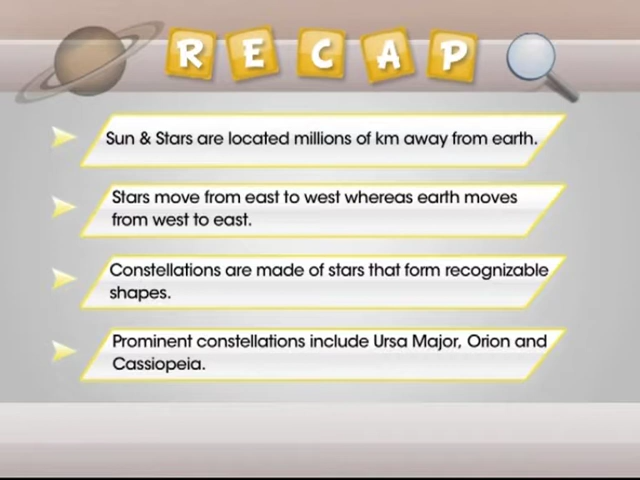 RECAP
Sun & Stars are located millions of km away from earth.
Stars move from east to west whereas earth moves
from west to east.
Constellations are made of stars that form recognizable
shapes.
Prominent constellations include Ursa Major, Orion and
Cassiopeia.